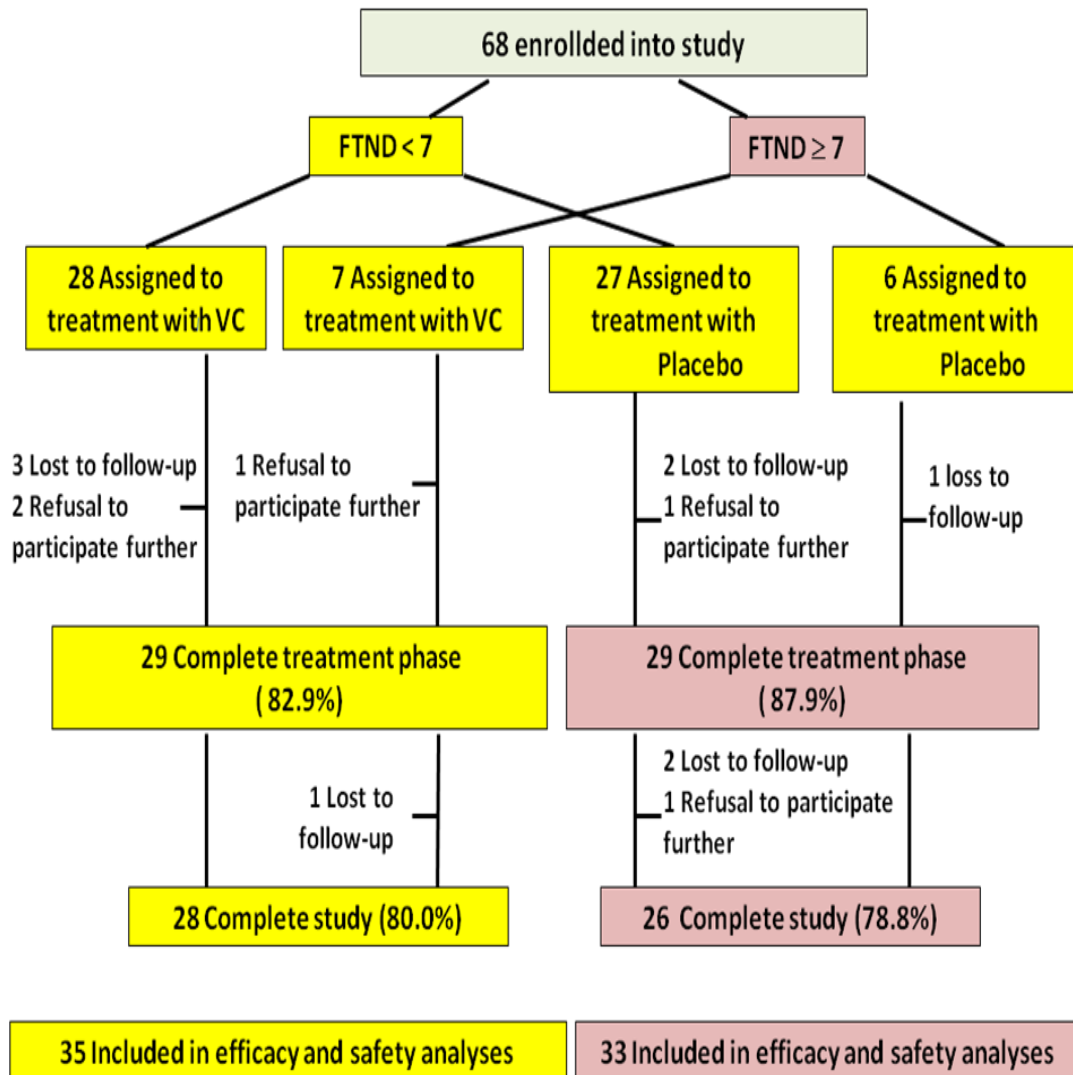 68 enrollded into study
FTND < 7
FTND ≥ 7
28 Assigned to
treatment with VC
7 Assigned to
treatment with VC
27 Assigned to
treatment with
Placebo
6 Assigned to
treatment with
Placebo
3 Lost to follow-up
2 Refusal to
participate further
1 Refusal to
participate further
2 Lost to follow-up
1 Refusal to
participate further
1 loss to
follow-up
29 Complete treatment phase
( 82.9%)
29 Complete treatment phase
( 87.9%)
1 Lost to
follow-up
2 Lost to follow-up
1 Refusal to participate
further
28 Complete study (80.0%)
26 Complete study (78.8%)
35 Included in efficacy and safety analyses
33 Included in efficacy and safety analyses